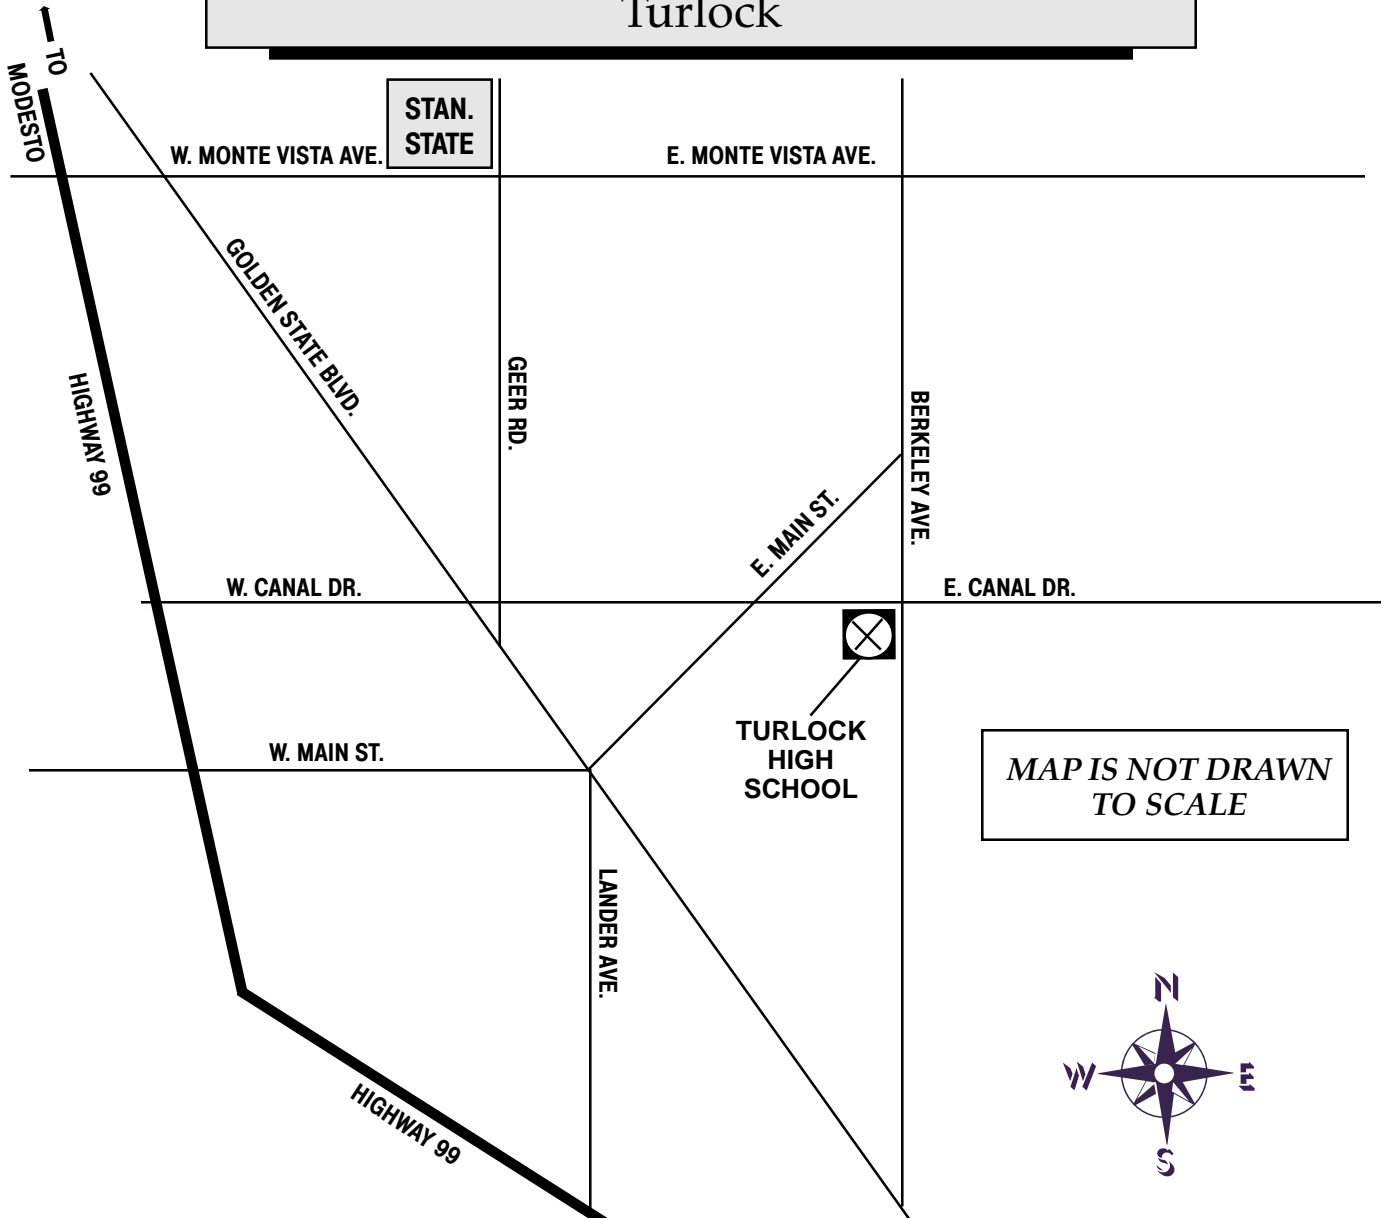 Turlock
TO
MODESTO
STAN.
STATE
W. MONTE VISTA AVE.
E. MONTE VISTA AVE.
GOLDEN STATE BLVD.
GEER RD.
HIGHWAY 99
BERKELEY AVE.
E. MAIN ST.
W. CANAL DR.
E. CANAL DR.
TURLOCK
HIGH
SCHOOL
W. MAIN ST.
MAP IS NOT DRAWN
TO SCALE
LANDER AVE.
HIGHWAY 99
N
W
E
S